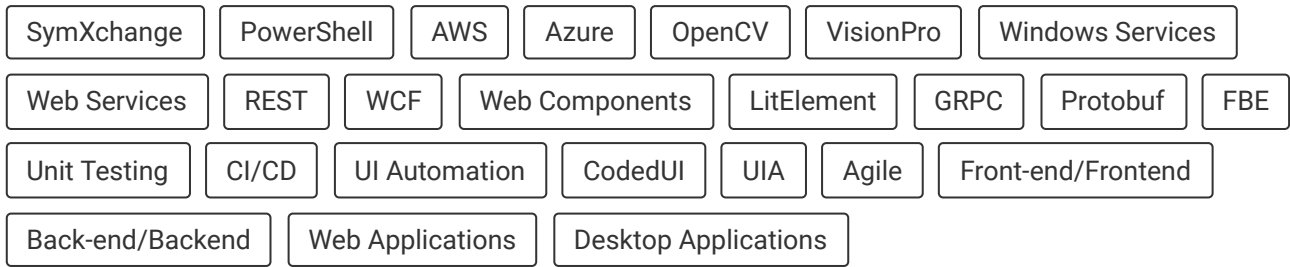 SymXchange PowerShell AWS Azure OpenCV VisionPro Windows Services
Web Services REST WCF Web Components LitElement GRPC Protobuf FBE
Unit Testing CI/CD UI Automation CodedUI UIA Agile Front-end/Frontend
Back-end/Backend Web Applications Desktop Applications